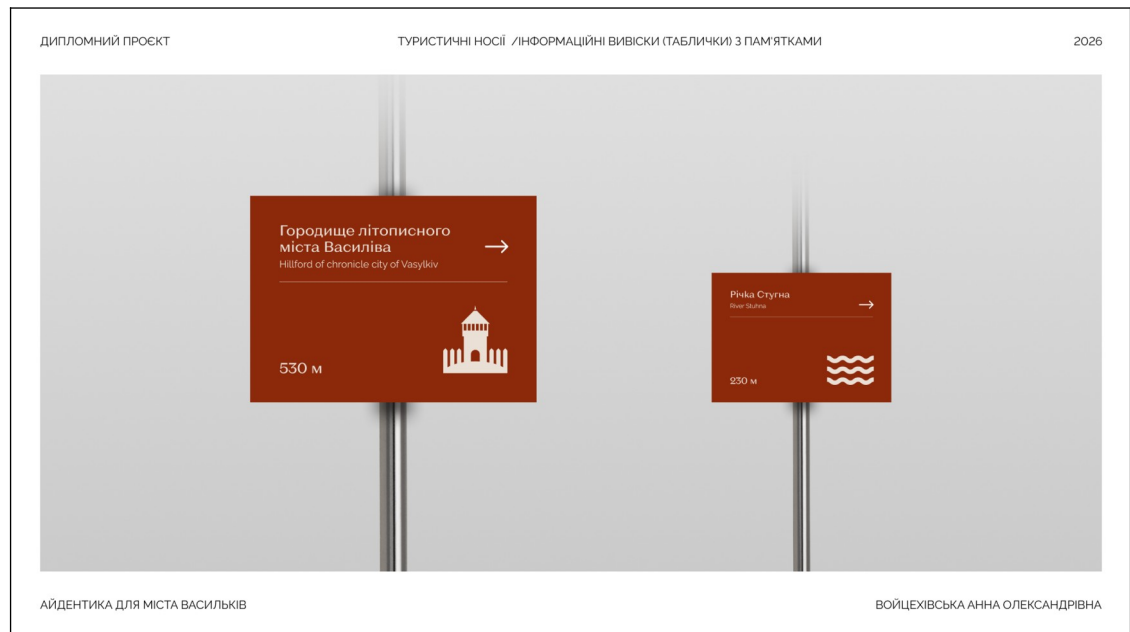 ДИПЛОМНИЙ ПРОЄКТ
ТУРИСТИЧНІ НОСІЇ /ІНФОРМАЦІЙНІ ВИВІСКИ (ТАБЛИЧКИ) З ПАМ'ЯТКАМИ
2026
Городище літописного
міста Василіва
→
Hillford of chronicle city of Vasylkiv
530 м
Річка Стугна
→
River Stuhna
230 м
АЙДЕНТИКА ДЛЯ МІСТА ВАСИЛЬКІВ
ВОЙЦЕХІВСЬКА АННА ОЛЕКСАНДРІВНА